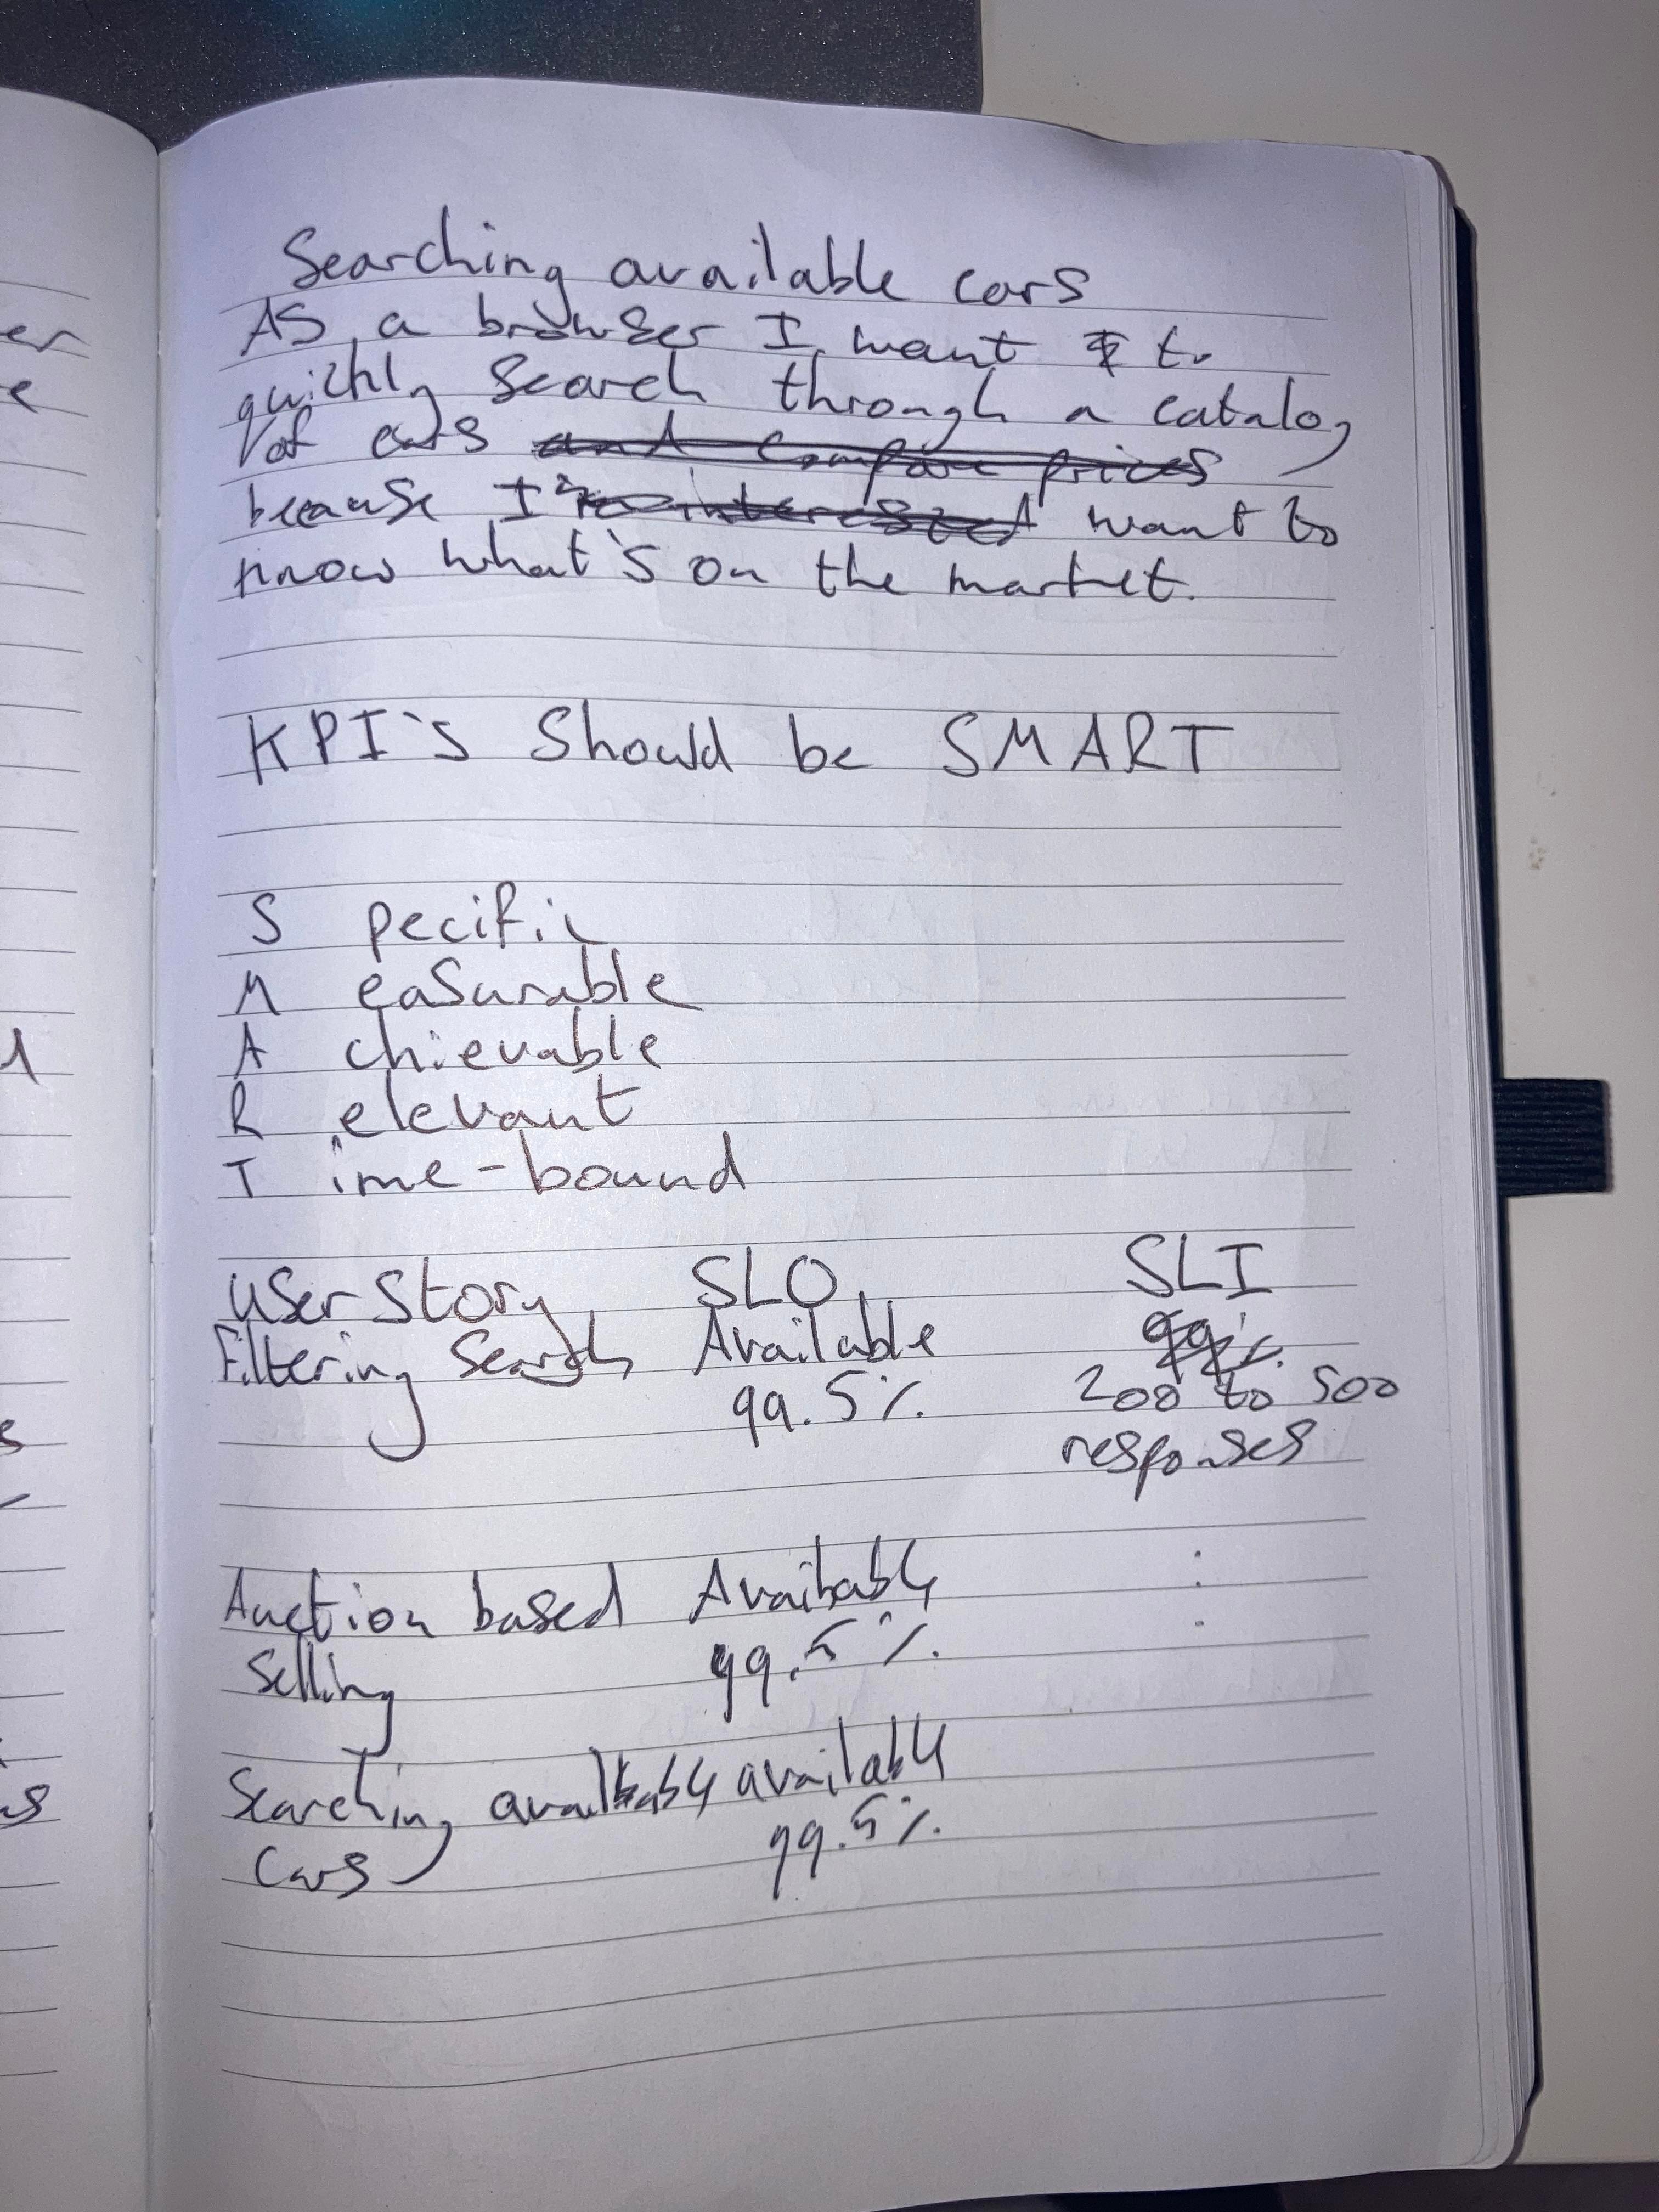 Searching available cars
As a browser I want to
quickly search through a catalog
of cars and compare prices
because I'm interested want to
know what's on the market.
KPI's Should be SMART
S pecific
M easurable
A chievable
R elevant
T ime-bound
User Story SLO SLI
Filtering Search Available 99%
99.5% 200 to 500
responses
Auction based Available :
Selling 99.5% .
Searching available available
Cars 99.5%
er
e
d
s
s